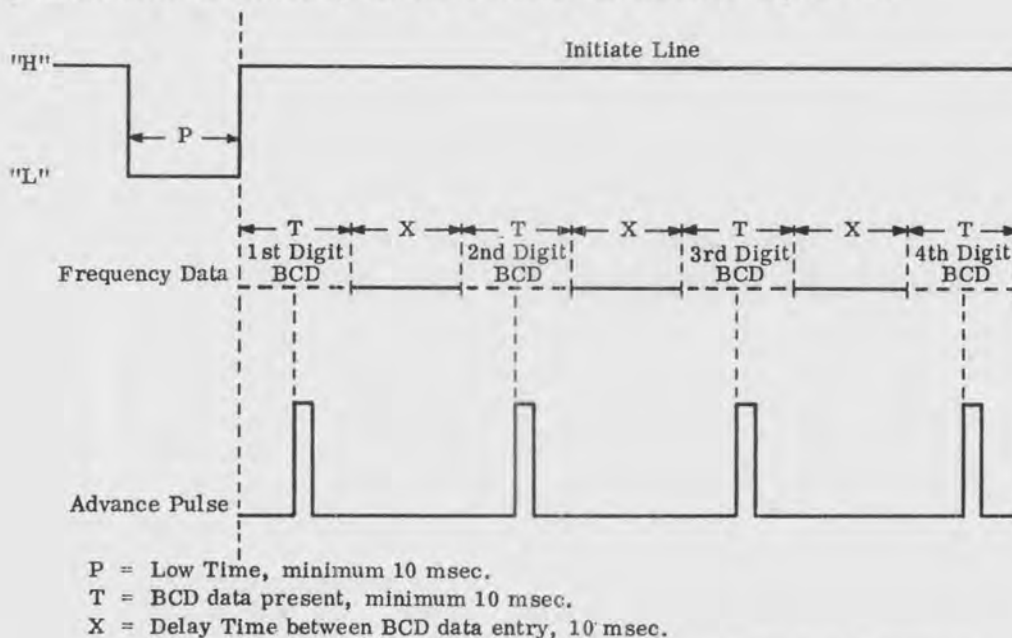 Initiate Line
"H"
P
"L"
T X T X T X T
1st Digit 2nd Digit 3rd Digit 4th Digit
Frequency Data BCD BCD BCD BCD
Advance Pulse
P = Low Time, minimum 10 msec.
T = BCD data present, minimum 10 msec.
X = Delay Time between BCD data entry, 10 msec.